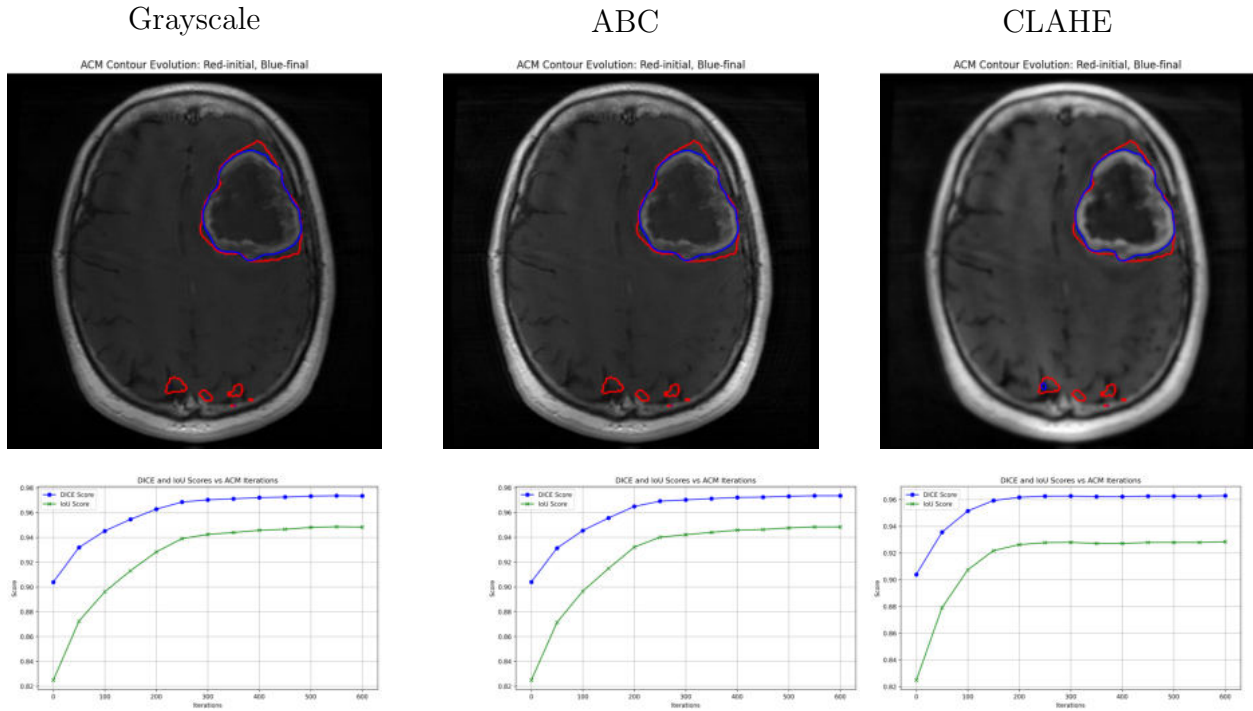 Grayscale
ABC
CLAHE
ACM Contour Evolution: Red-initial, Blue-final
ACM Contour Evolution: Red-initial, Blue-final
ACM Contour Evolution: Red-initial, Blue-final
DICE and IoU Scores vs ACM Iterations
DICE Score
IoU Score
Score
0.98
0.96
0.94
0.92
0.90
0.88
0.86
0.84
0.82
0 100 200 300 400 500 600
Iterations
DICE and IoU Scores vs ACM Iterations
DICE Score
IoU Score
Score
0.98
0.96
0.94
0.92
0.90
0.88
0.86
0.84
0.82
0 100 200 300 400 500 600
Iterations
DICE and IoU Scores vs ACM Iterations
DICE Score
IoU Score
Score
0.98
0.96
0.94
0.92
0.90
0.88
0.86
0.84
0.82
0 100 200 300 400 500 600
Iterations